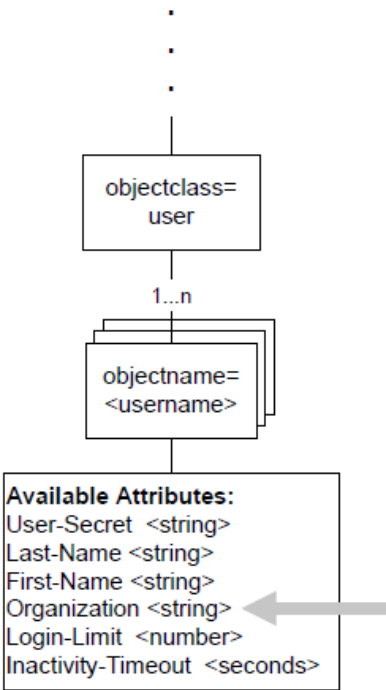 objectclass=
user
1...n
objectname=
<username>
Available Attributes:
User-Secret <string>
Last-Name <string>
First-Name <string>
Organization <string>
Login-Limit <number>
Inactivity-Timeout <seconds>